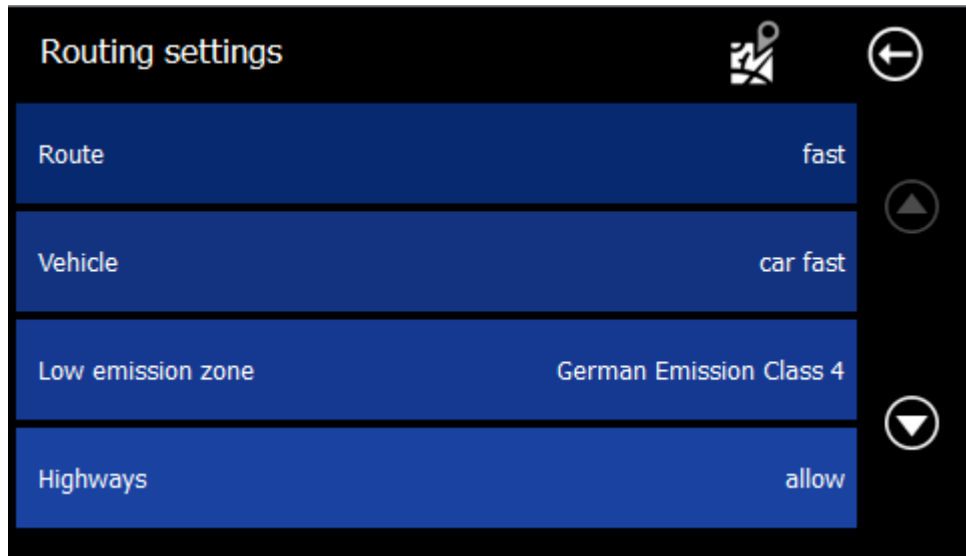 Routing settings
Route fast
Vehicle car fast
Low emission zone German Emission Class 4
Highways allow